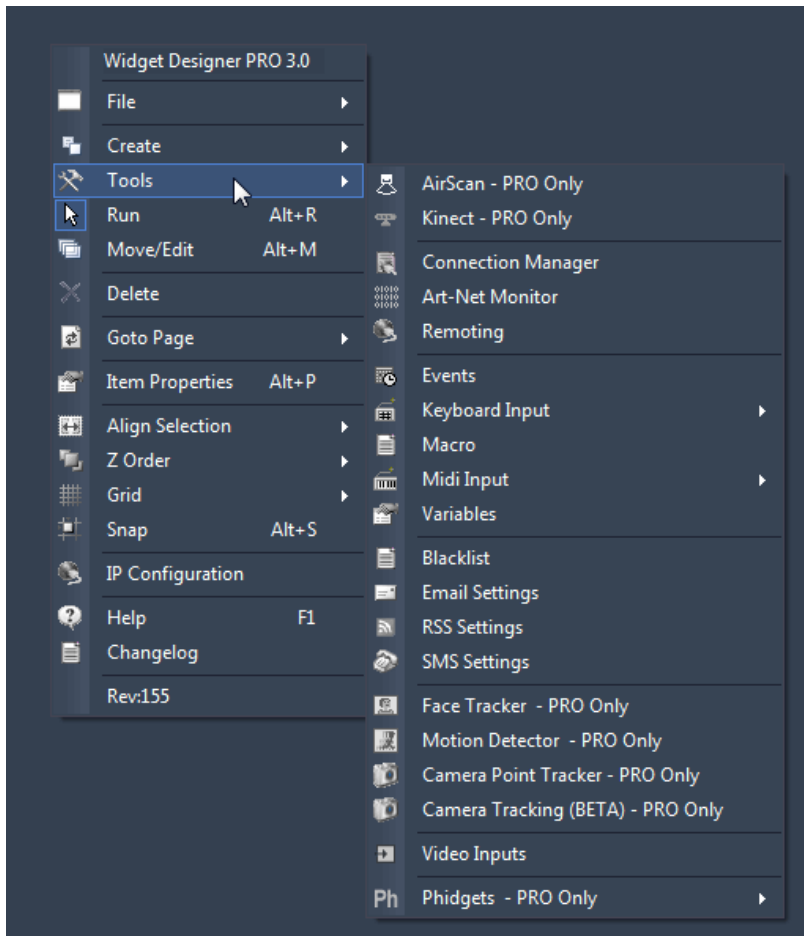 Widget Designer PRO 3.0
File
Create
Tools
Run Alt+R
Move/Edit Alt+M
Delete
Goto Page
Item Properties Alt+P
Align Selection
Z Order
Grid
Snap Alt+S
IP Configuration
Help F1
Changelog
Rev:155
AirScan - PRO Only
Kinect - PRO Only
Connection Manager
Art-Net Monitor
Remoting
Events
Keyboard Input
Macro
Midi Input
Variables
Blacklist
Email Settings
RSS Settings
SMS Settings
Face Tracker - PRO Only
Motion Detector - PRO Only
Camera Point Tracker - PRO Only
Camera Tracking (BETA) - PRO Only
Video Inputs
Ph Phidgets - PRO Only